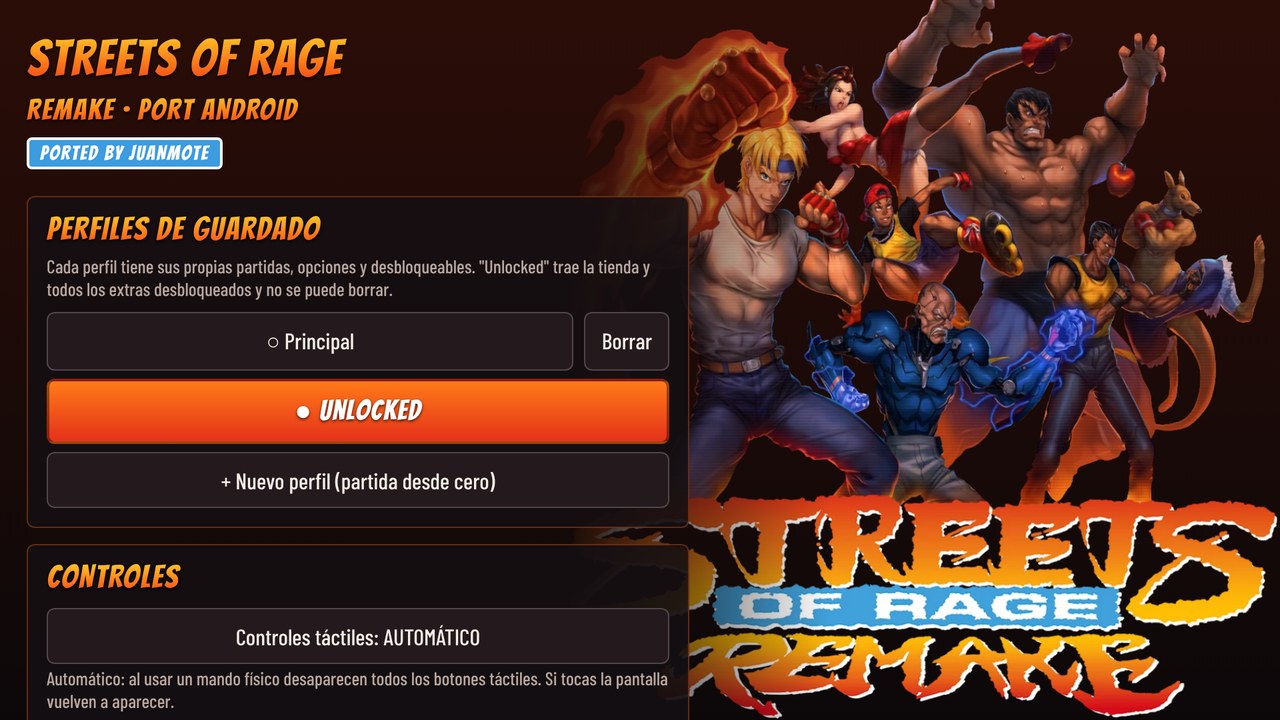 STREETS OF RAGE
REMAKE · PORT ANDROID
PORTED BY JUANMOTE
PERFILES DE GUARDADO
Cada perfil tiene sus propias partidas, opciones y desbloqueables. "Unlocked" trae la tienda y
todos los extras desbloqueados y no se puede borrar.
○ Principal
Borrar
● UNLOCKED
+ Nuevo perfil (partida desde cero)
CONTROLES
Controles táctiles: AUTOMÁTICO
Automático: al usar un mando físico desaparecen todos los botones táctiles. Si tocas la pantalla
vuelven a aparecer.
STREETS
OF RAGE
REMAKE